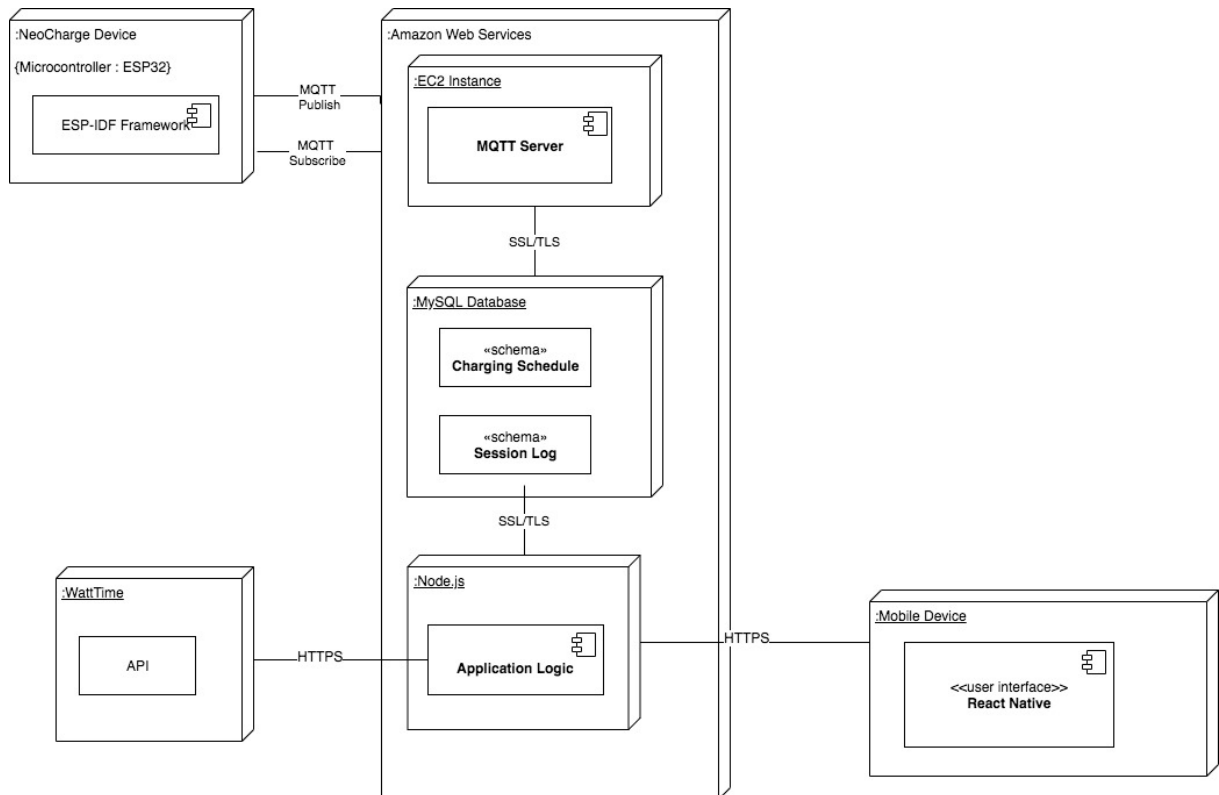 :NeoCharge Device
{Microcontroller : ESP32}
ESP-IDF Framework
MQTT
Publish
MQTT
Subscribe
:Amazon Web Services
:EC2 Instance
MQTT Server
SSL/TLS
:MySQL Database
«schema»
Charging Schedule
«schema»
Session Log
SSL/TLS
:WattTime
API
HTTPS
:Node.js
Application Logic
HTTPS
:Mobile Device
<<user interface>>
React Native